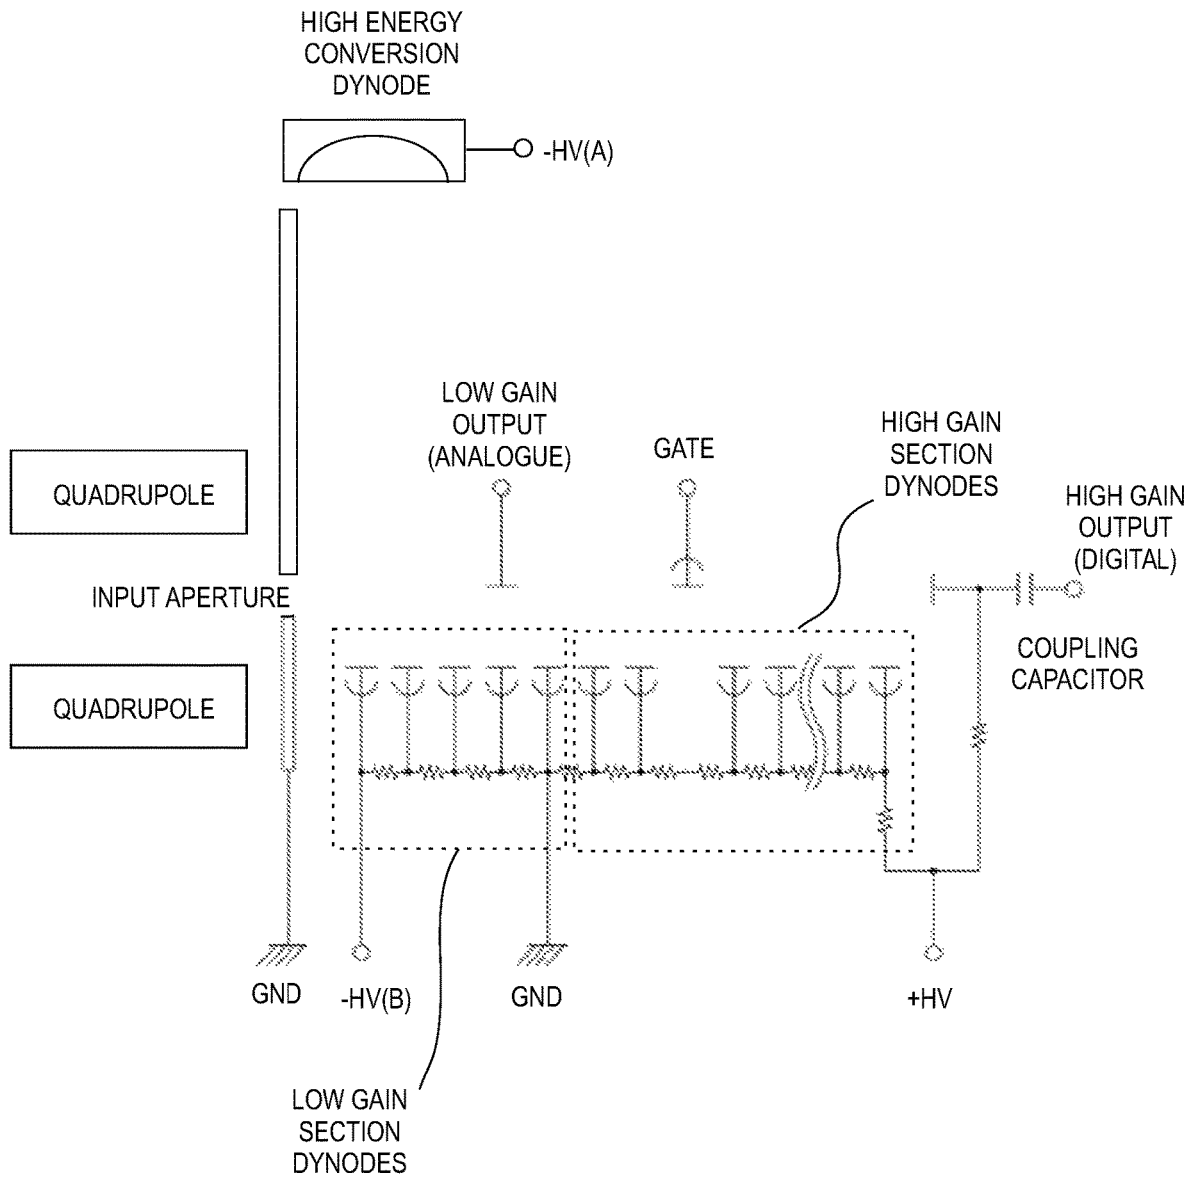 HIGH ENERGY
CONVERSION
DYNODE
-HV(A)
LOW GAIN
OUTPUT
(ANALOGUE)
GATE
HIGH GAIN
SECTION
DYNODES
QUADRUPOLE
HIGH GAIN
OUTPUT
(DIGITAL)
INPUT APERTURE
COUPLING
CAPACITOR
QUADRUPOLE
GND
-HV(B)
GND
+HV
LOW GAIN
SECTION
DYNODES